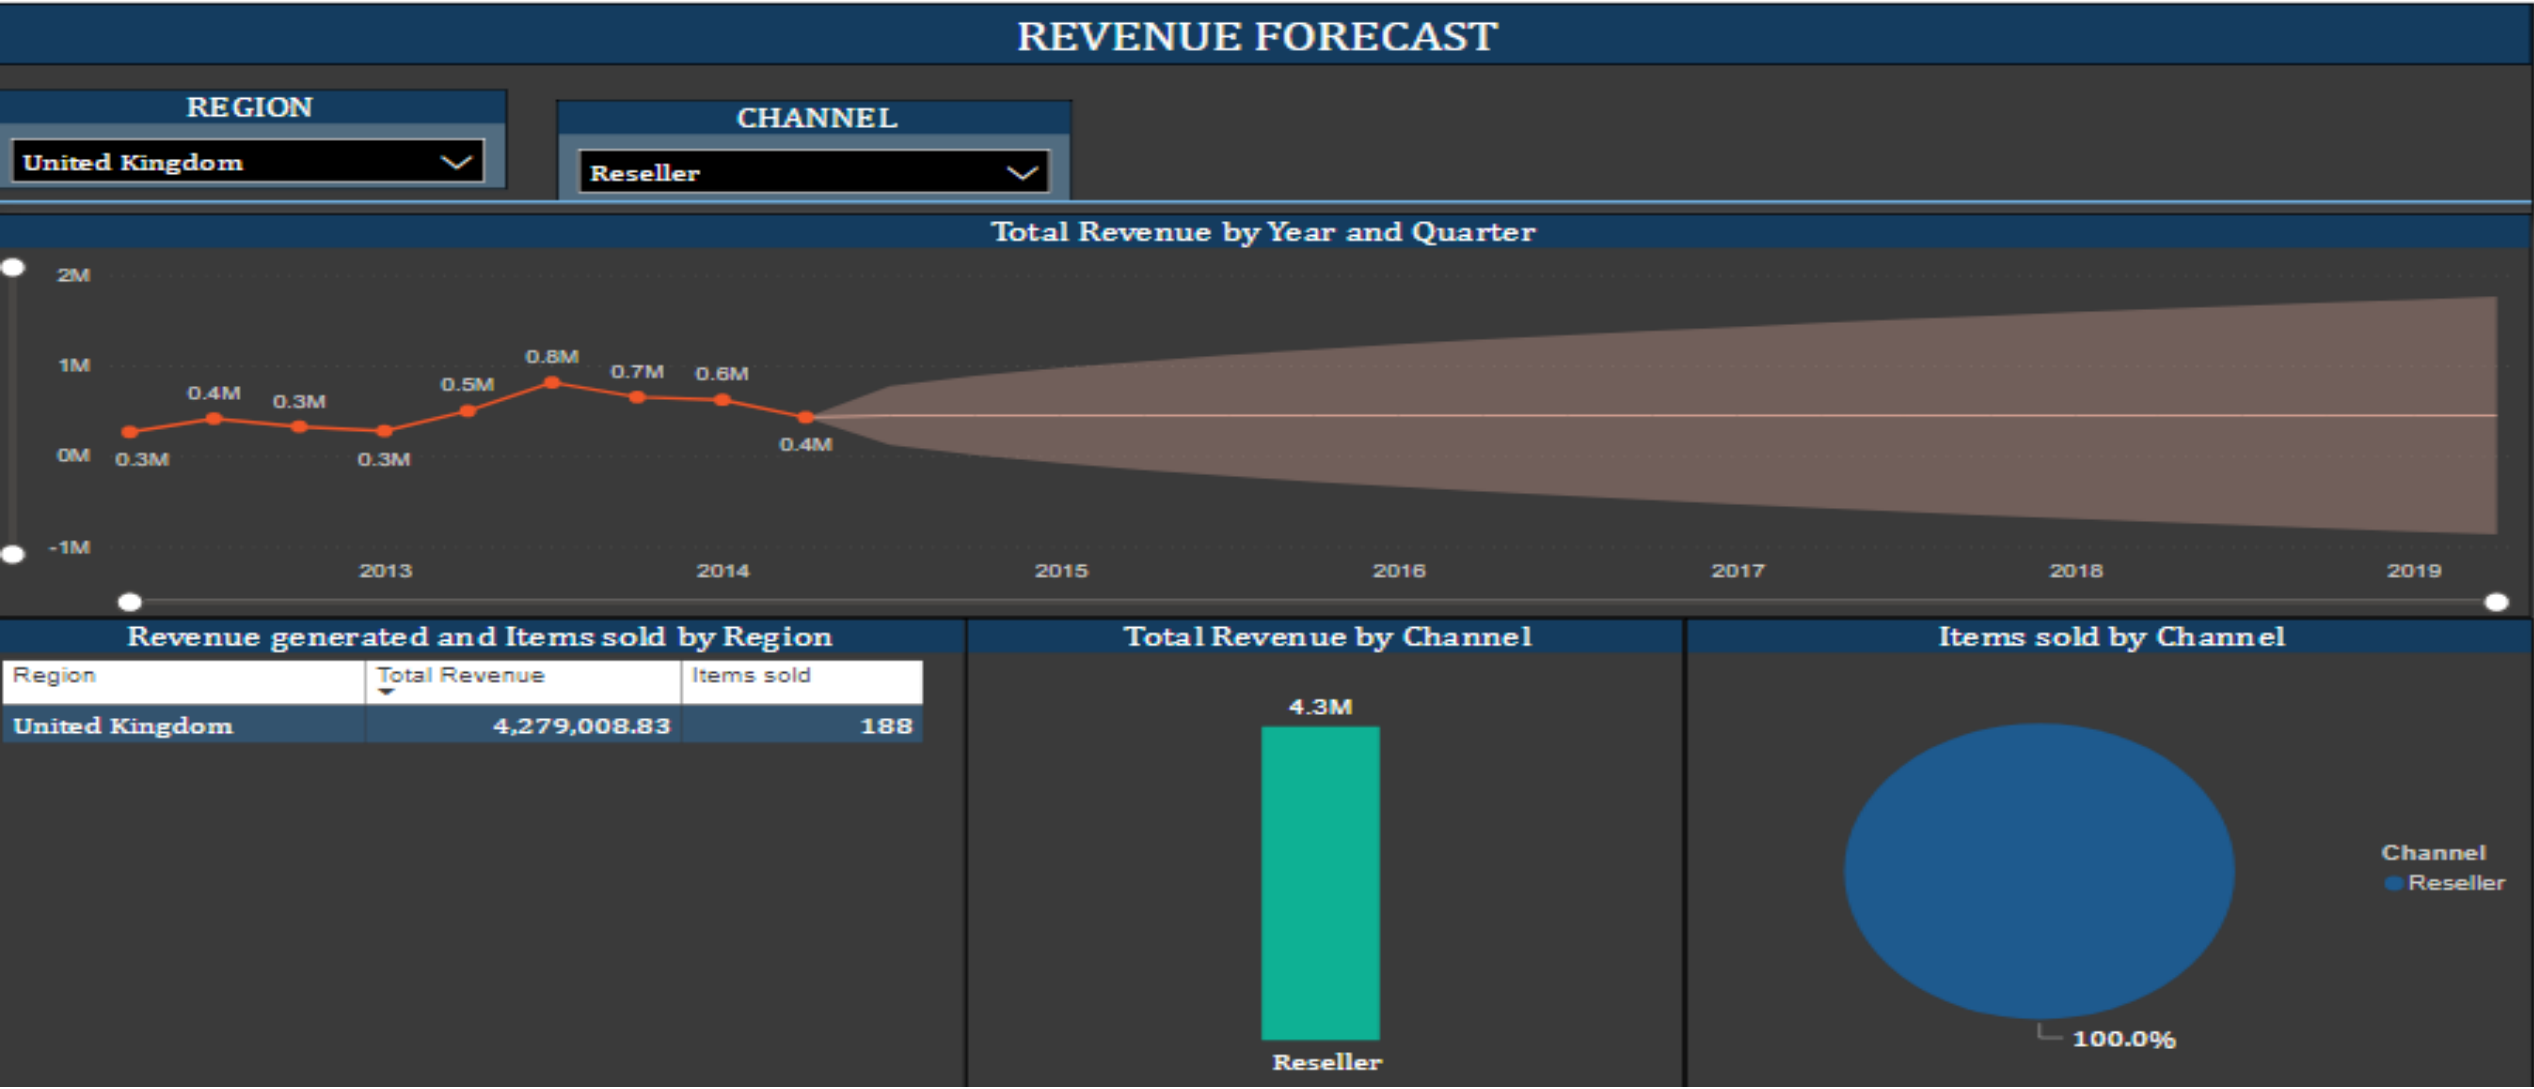 REVENUE FORECAST
REGION
United Kingdom
CHANNEL
Reseller
Total Revenue by Year and Quarter
2M
1M
0M
-1M
0.3M
0.4M
0.3M
0.3M
0.5M
0.8M
0.7M
0.6M
0.4M
2013 2014 2015 2016 2017 2018 2019
Revenue generated and Items sold by Region
Region Total Revenue Items sold
United Kingdom 4,279,008.83 188
Total Revenue by Channel
4.3M
Reseller
Items sold by Channel
Channel
Reseller
100.0%